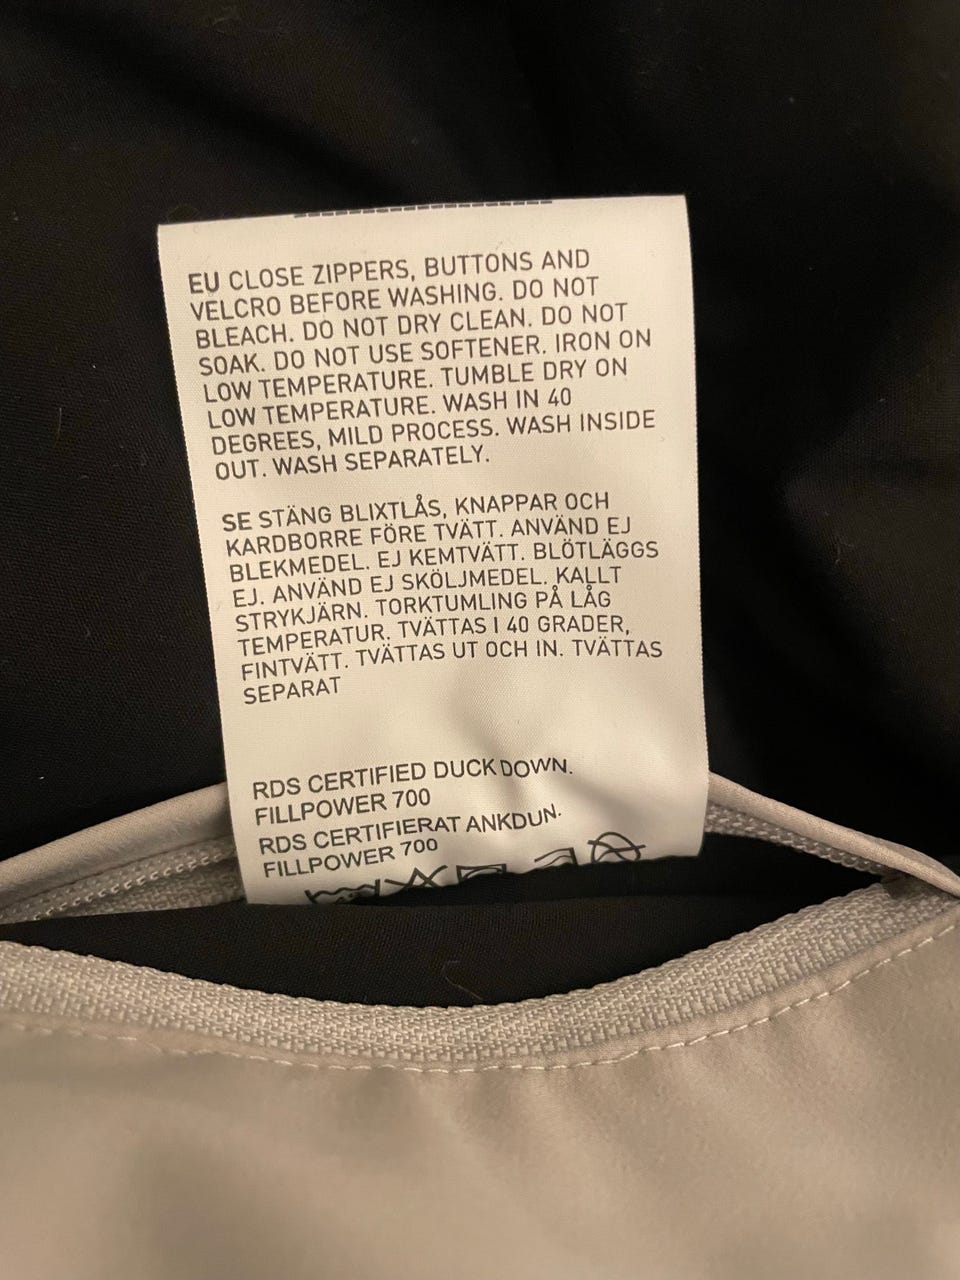 EU CLOSE ZIPPERS, BUTTONS AND
VELCRO BEFORE WASHING. DO NOT
BLEACH. DO NOT DRY CLEAN. DO NOT
SOAK. DO NOT USE SOFTENER. IRON ON
LOW TEMPERATURE. TUMBLE DRY ON
LOW TEMPERATURE. WASH IN 40
DEGREES, MILD PROCESS. WASH INSIDE
OUT. WASH SEPARATELY.
SE STÄNG BLIXTLÅS, KNAPPAR OCH
KARDBORRE FÖRE TVÄTT. ANVÄND EJ
BLEKMEDEL. EJ KEMTVÄTT. BLÖTLÄGGS
EJ. ANVÄND EJ SKÖLJMEDEL. KALLT
STRYKJÄRN. TORKTUMLING PÅ LÅG
TEMPERATUR. TVÄTTAS I 40 GRADER,
FINTVÄTT. TVÄTTAS UT OCH IN. TVÄTTAS
SEPARAT
RDS CERTIFIED DUCK DOWN.
FILLPOWER 700
RDS CERTIFIERAT ANKDUN.
FILLPOWER 700